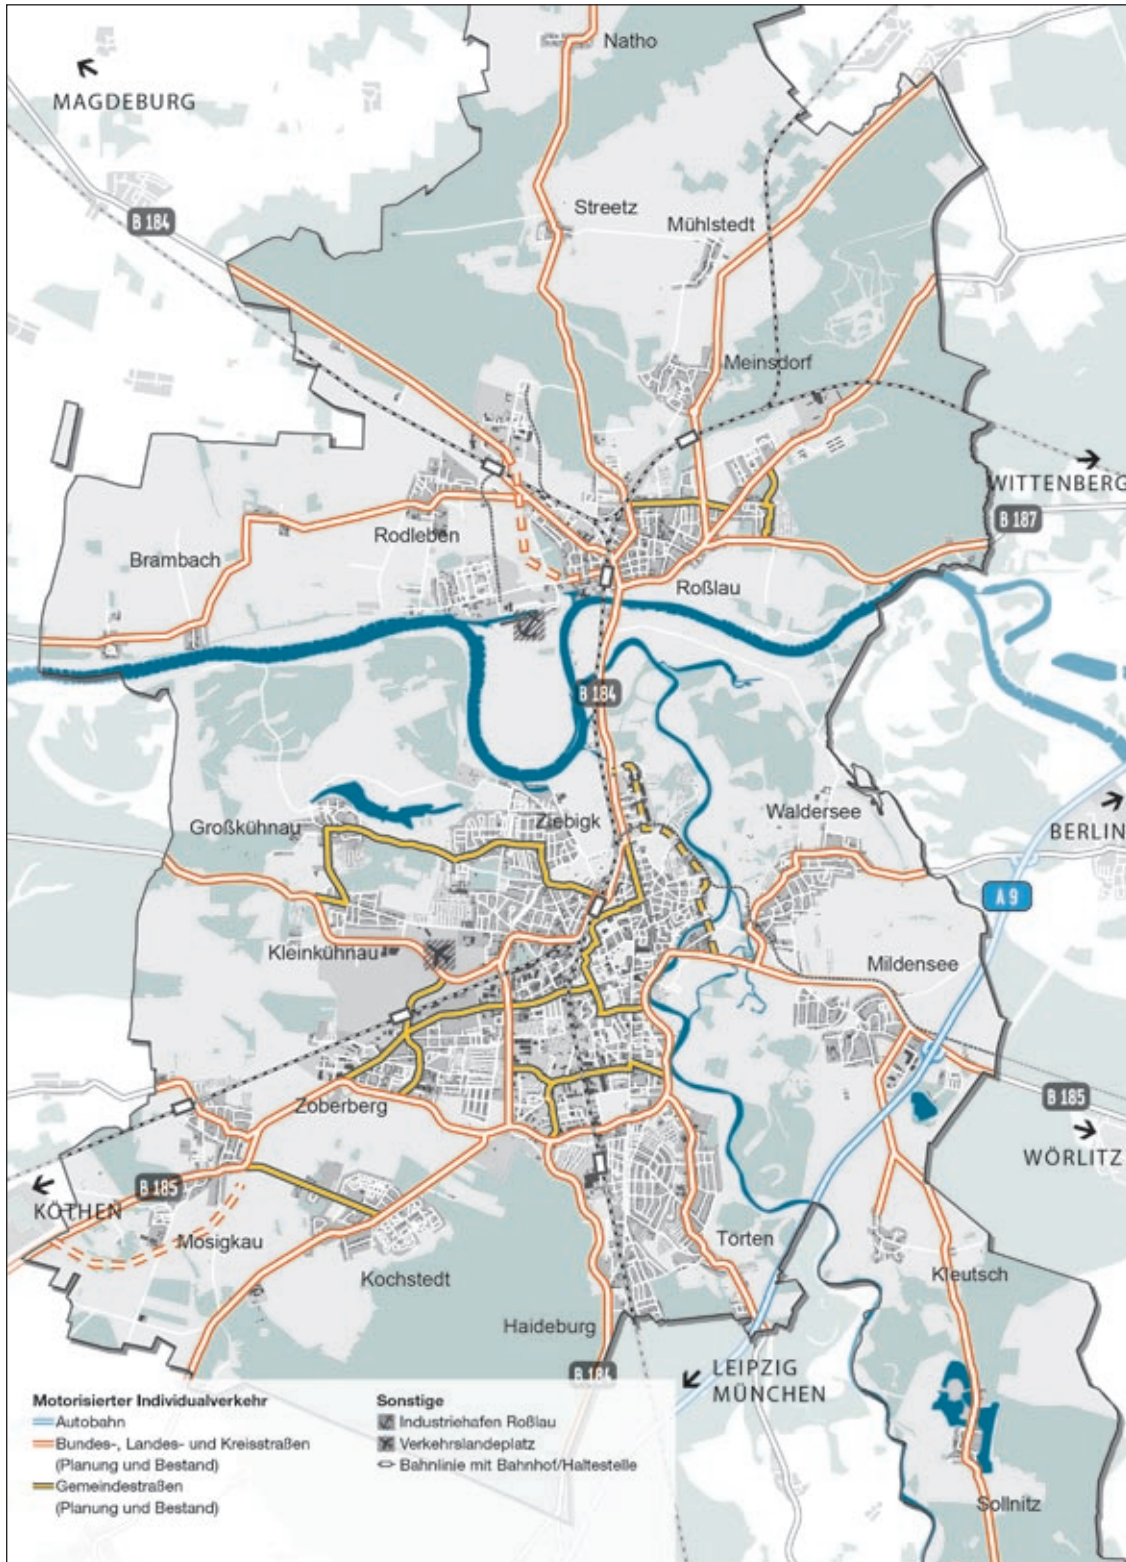 Natho
MAGDEBURG
B 184
Streetz
Mühlstedt
Meinsdorf
WITTENBERG
B 187
Rodleben
Brambach
Roßlau
B 184
Großkühnau
Ziebigk
Waldersee
BERLIN
A 9
Kleinkühnau
Mildensee
Zoberberg
B 185
WÖRLITZ
B 185
KÖTHEN
Mosigkau
Törten
Kochstedt
Kleutsch
Haideburg
B 184
LEIPZIG
MÜNCHEN
Sollnitz
Motorisierter Individualverkehr
Autobahn
Bundes-, Landes- und Kreisstraßen
(Planung und Bestand)
Gemeindestraßen
(Planung und Bestand)
Sonstige
Industriehafen Roßlau
Verkehrslandeplatz
Bahnlinie mit Bahnhof/Haltestelle